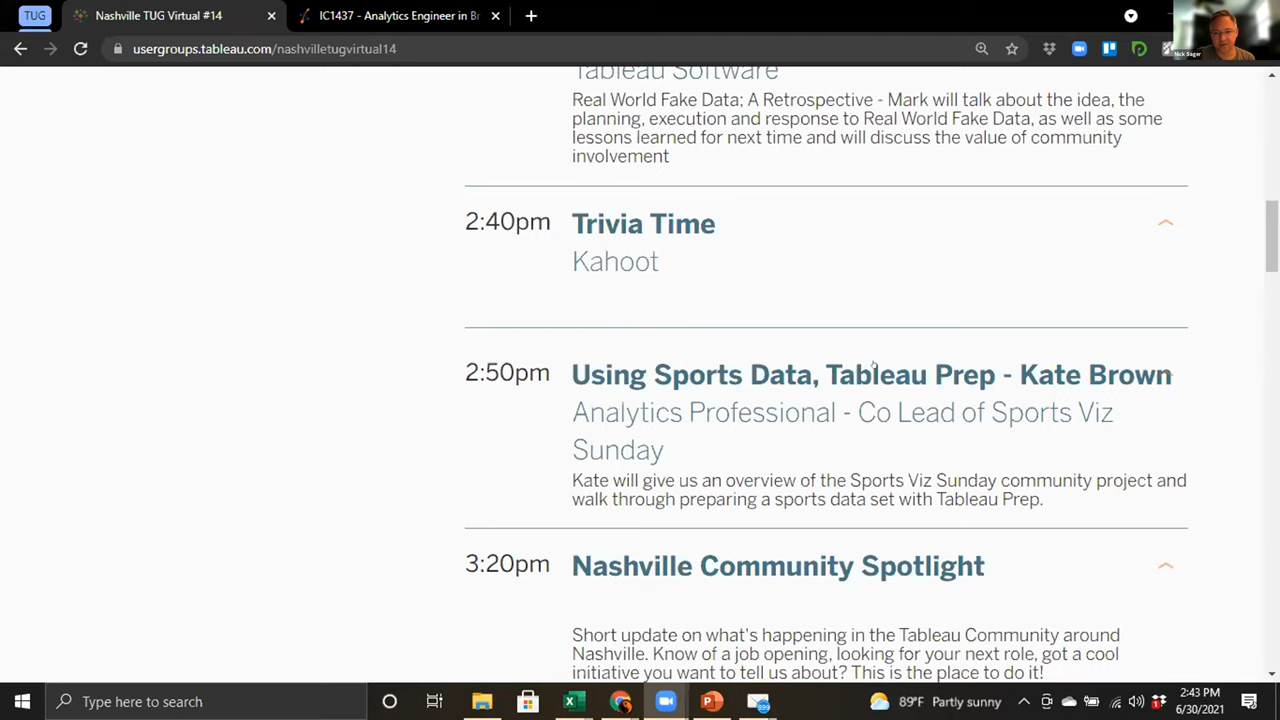 TUG
Nashville TUG Virtual #14
IC1437 - Analytics Engineer in Br
usergroups.tableau.com/nashvilletugvirtual14
Nick Sager
Tableau Software
Real World Fake Data; A Retrospective - Mark will talk about the idea, the
planning, execution and response to Real World Fake Data, as well as some
lessons learned for next time and will discuss the value of community
involvement
2:40pm
Trivia Time
Kahoot
2:50pm
Using Sports Data, Tableau Prep - Kate Brown
Analytics Professional - Co Lead of Sports Viz
Sunday
Kate will give us an overview of the Sports Viz Sunday community project and
walk through preparing a sports data set with Tableau Prep.
3:20pm
Nashville Community Spotlight
Short update on what's happening in the Tableau Community around
Nashville. Know of a job opening, looking for your next role, got a cool
initiative you want to tell us about? This is the place to do it!
Type here to search
89°F Partly sunny
2:43 PM
6/30/2021